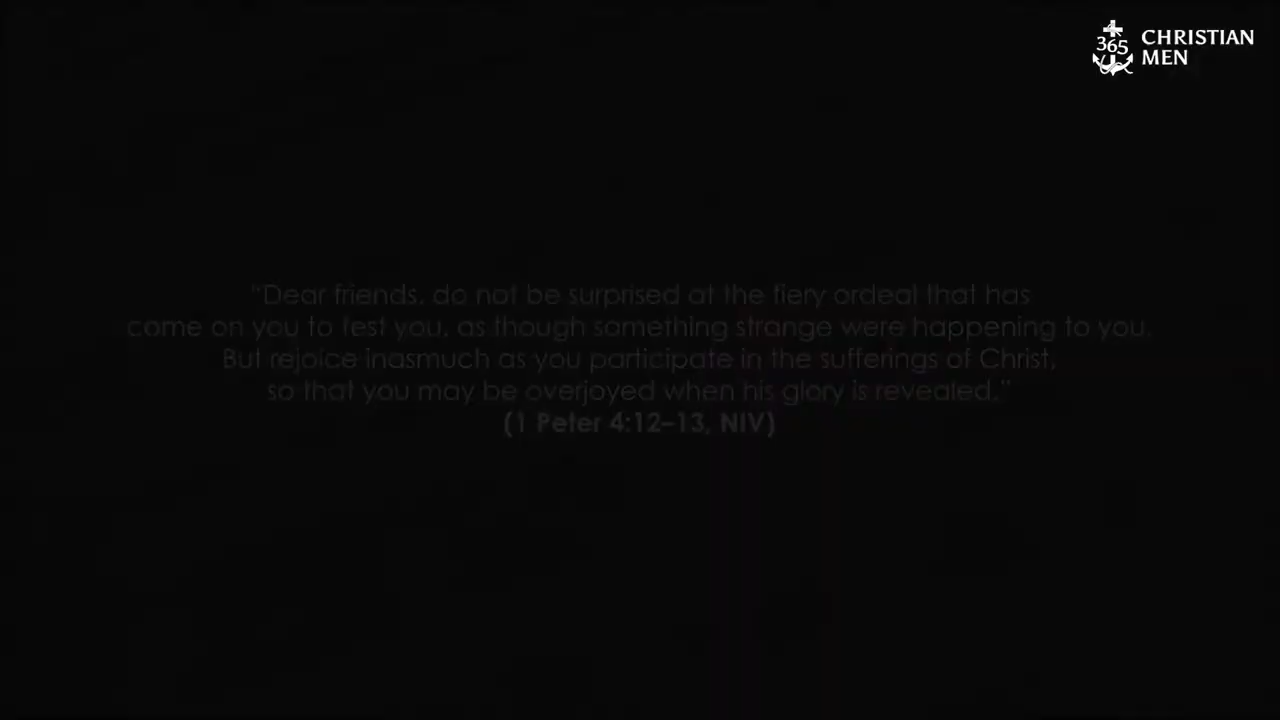 365
CHRISTIAN
MEN
"Dear friends, do not be surprised at the fiery ordeal that has
come on you to test you, as though something strange were happening to you.
But rejoice inasmuch as you participate in the sufferings of Christ,
so that you may be overjoyed when his glory is revealed."
(1 Peter 4:12–13, NIV)